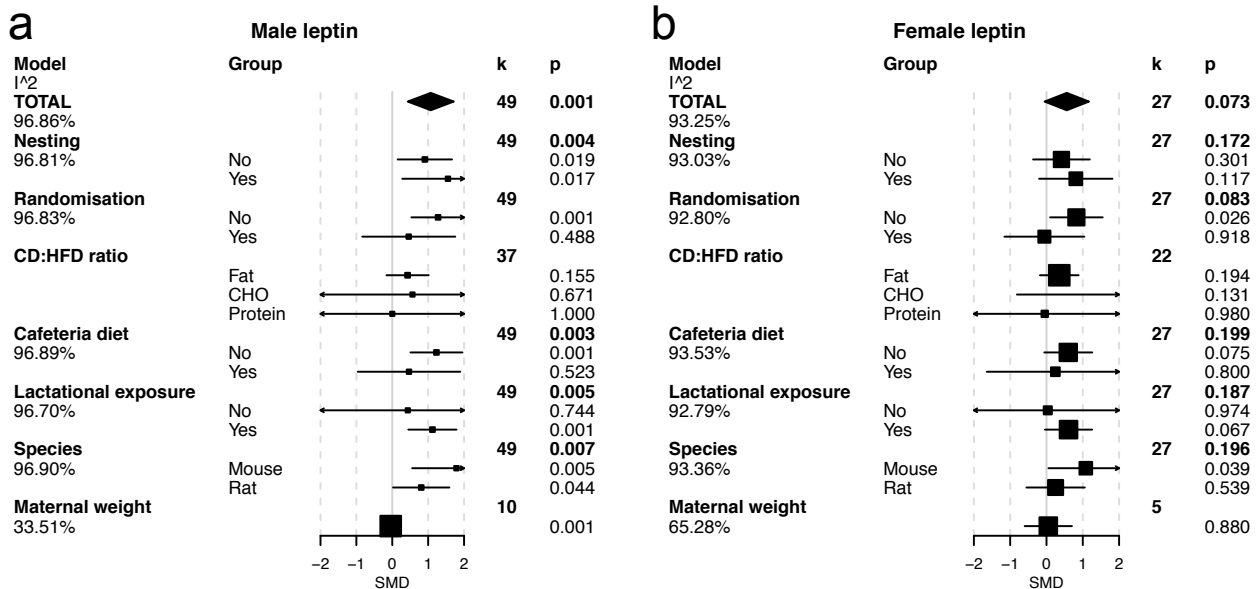 a
Male leptin
Model Group k p
I^2
TOTAL 49 0.001
96.86%
Nesting 49 0.004
96.81% No 0.019
Yes 0.017
Randomisation 49
96.83% No 0.001
Yes 0.488
CD:HFD ratio 37
Fat 0.155
CHO 0.671
Protein 1.000
Cafeteria diet 49 0.003
96.89% No 0.001
Yes 0.523
Lactational exposure 49 0.005
96.70% No 0.744
Yes 0.001
Species 49 0.007
96.90% Mouse 0.005
Rat 0.044
Maternal weight 10
33.51% 0.001
−2 −1 0 1 2
SMD
b
Female leptin
Model Group k p
I^2
TOTAL 27 0.073
93.25%
Nesting 27 0.172
93.03% No 0.301
Yes 0.117
Randomisation 27 0.083
92.80% No 0.026
Yes 0.918
CD:HFD ratio 22
Fat 0.194
CHO 0.131
Protein 0.980
Cafeteria diet 27 0.199
93.53% No 0.075
Yes 0.800
Lactational exposure 27 0.187
92.79% No 0.974
Yes 0.067
Species 27 0.196
93.36% Mouse 0.039
Rat 0.539
Maternal weight 5
65.28% 0.880
−2 −1 0 1 2
SMD